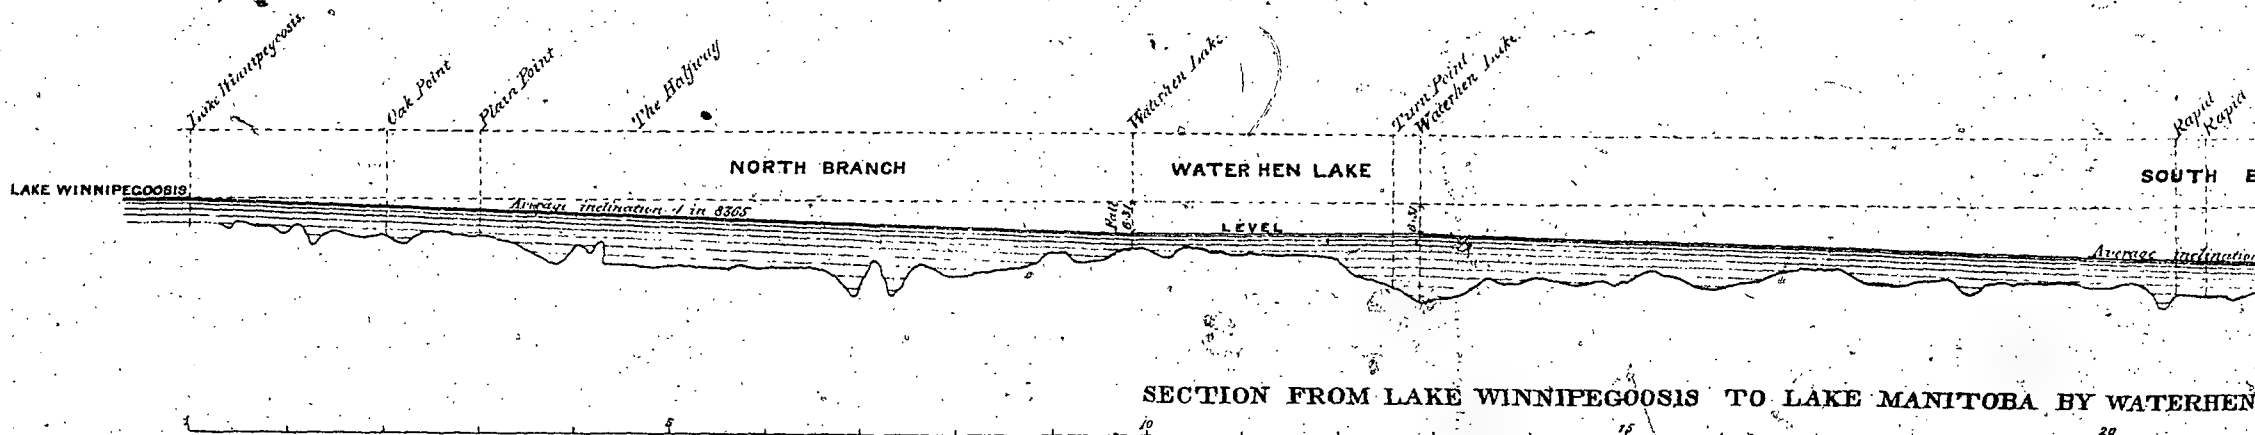 Lake Winnipegoosis.
Oak Point
Plain Point
The Halfway
Waterhen Lake
Turn Point
Waterhen Lake
Rapid
Rapid
NORTH BRANCH
WATER HEN LAKE
SOUTH
LAKE WINNIPEGOOSIS
Average inclination 1 in 8365
Fall
LEVEL
Average inclination
SECTION FROM LAKE WINNIPEGOOSIS TO LAKE MANITOBA BY WATERHEN
1 5 10 15 20